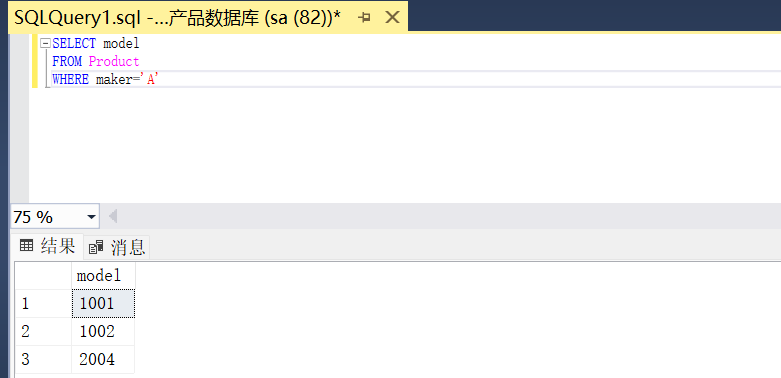 SQLQuery1.sql -...产品数据库 (sa (82))*
SELECT model
FROM Product
WHERE maker='A'
75 %
结果 消息
model
1 1001
2 1002
3 2004